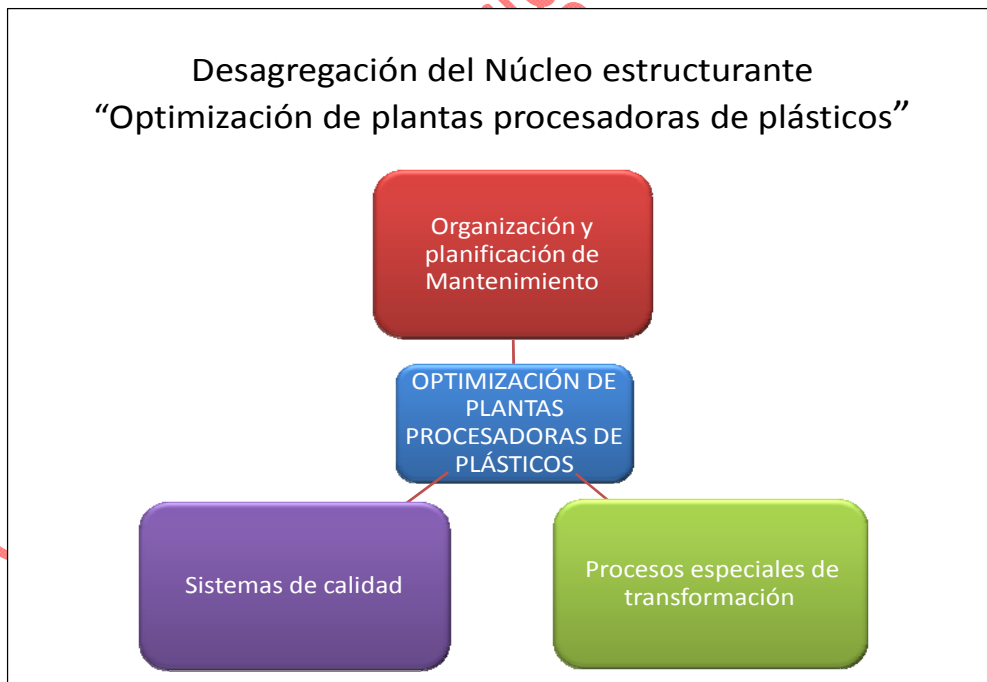 Desagregación del Núcleo estructurante
“Optimización de plantas procesadoras de plásticos”
Organización y
planificación de
Mantenimiento
OPTIMIZACIÓN DE
PLANTAS
PROCESADORAS DE
PLÁSTICOS
Sistemas de calidad
Procesos especiales de
transformación